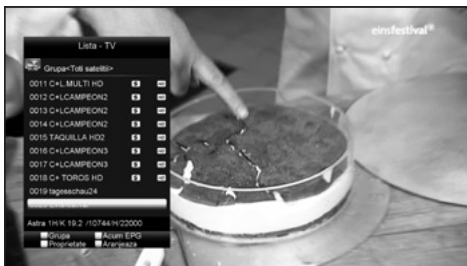 Lista - TV
einsfestival
Grupa<Toti satelitii>
0011 C+L.MULTI HD
0012 C+LCAMPEON2
0013 C+LCAMPEON2
0014 C+LCAMPEON2
0015 TAQUILLA HD2
0016 C+LCAMPEON3
0017 C+LCAMPEON3
0018 C+ TOROS HD
0019 tagesschau24
Astra 1H/K 19.2 /10744/H/22000
Grupa Acum EPG
Proprietate Aranjeaza